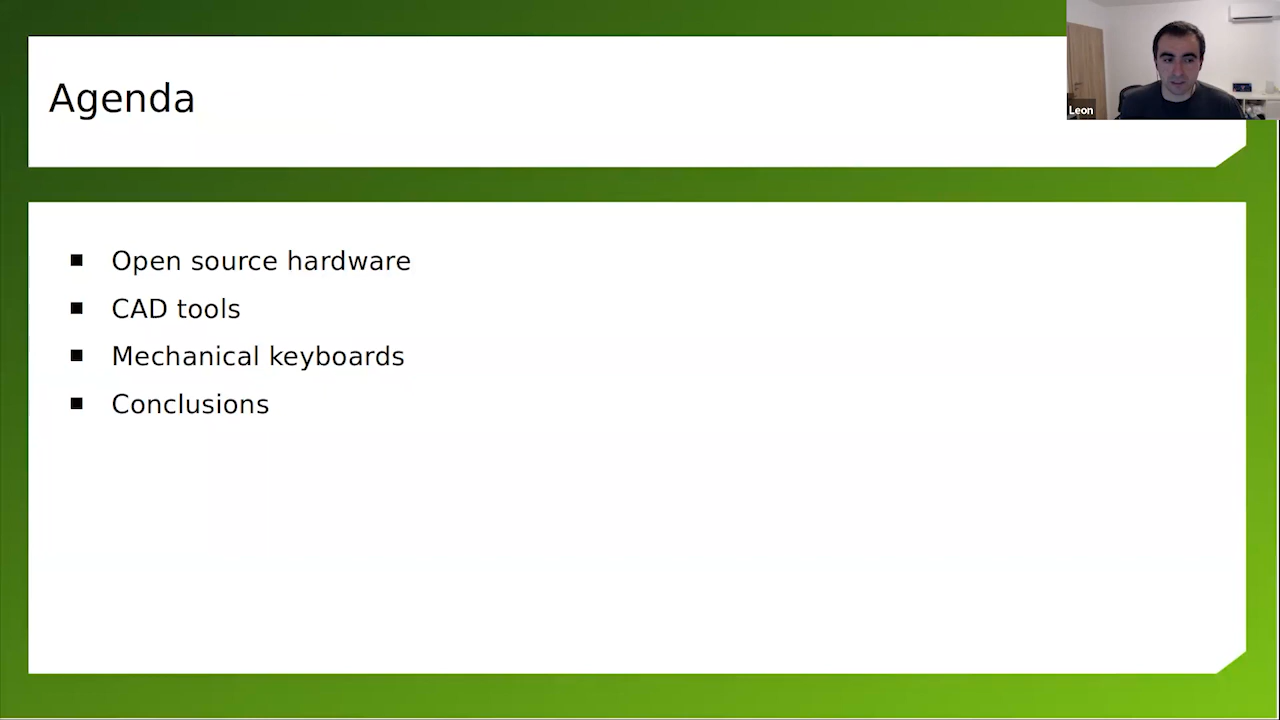 Agenda
Leon
Open source hardware
CAD tools
Mechanical keyboards
Conclusions